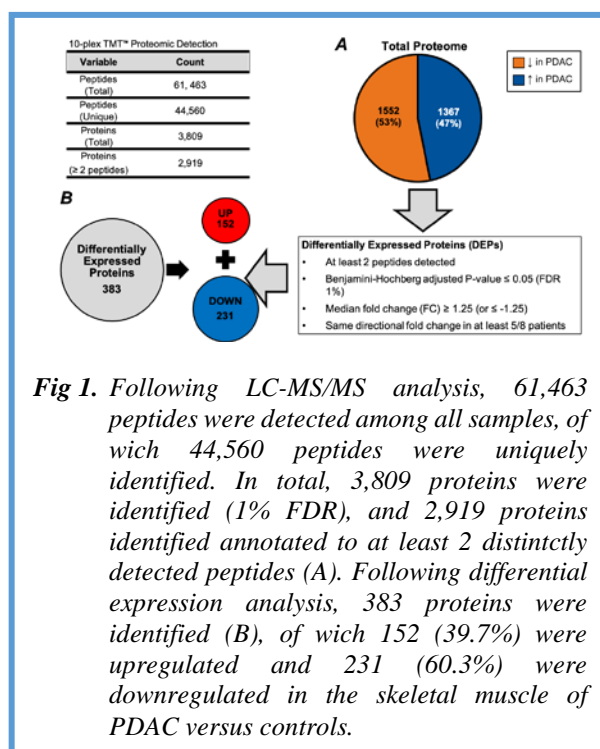 10-plex TMT™ Proteomic Detection
Variable Count
Peptides
(Total) 61, 463
Peptides
(Unique) 44,560
Proteins
(Total) 3,809
Proteins
(≥ 2 peptides) 2,919
A
Total Proteome
↓ in PDAC
↑ in PDAC
1552
(53%)
1367
(47%)
B
Differentially
Expressed
Proteins
383
UP
152
+
DOWN
231
Differentially Expressed Proteins (DEPs)
• At least 2 peptides detected
• Benjamini-Hochberg adjusted P-value ≤ 0.05 (FDR
1%)
• Median fold change (FC) ≥ 1.25 (or ≤ -1.25)
• Same directional fold change in at least 5/8 patients
Fig 1. Following LC-MS/MS analysis, 61,463
peptides were detected among all samples, of
wich 44,560 peptides were uniquely
identified. In total, 3,809 proteins were
identified (1% FDR), and 2,919 proteins
identified annotated to at least 2 distintctly
detected peptides (A). Following differential
expression analysis, 383 proteins were
identified (B), of wich 152 (39.7%) were
upregulated and 231 (60.3%) were
downregulated in the skeletal muscle of
PDAC versus controls.